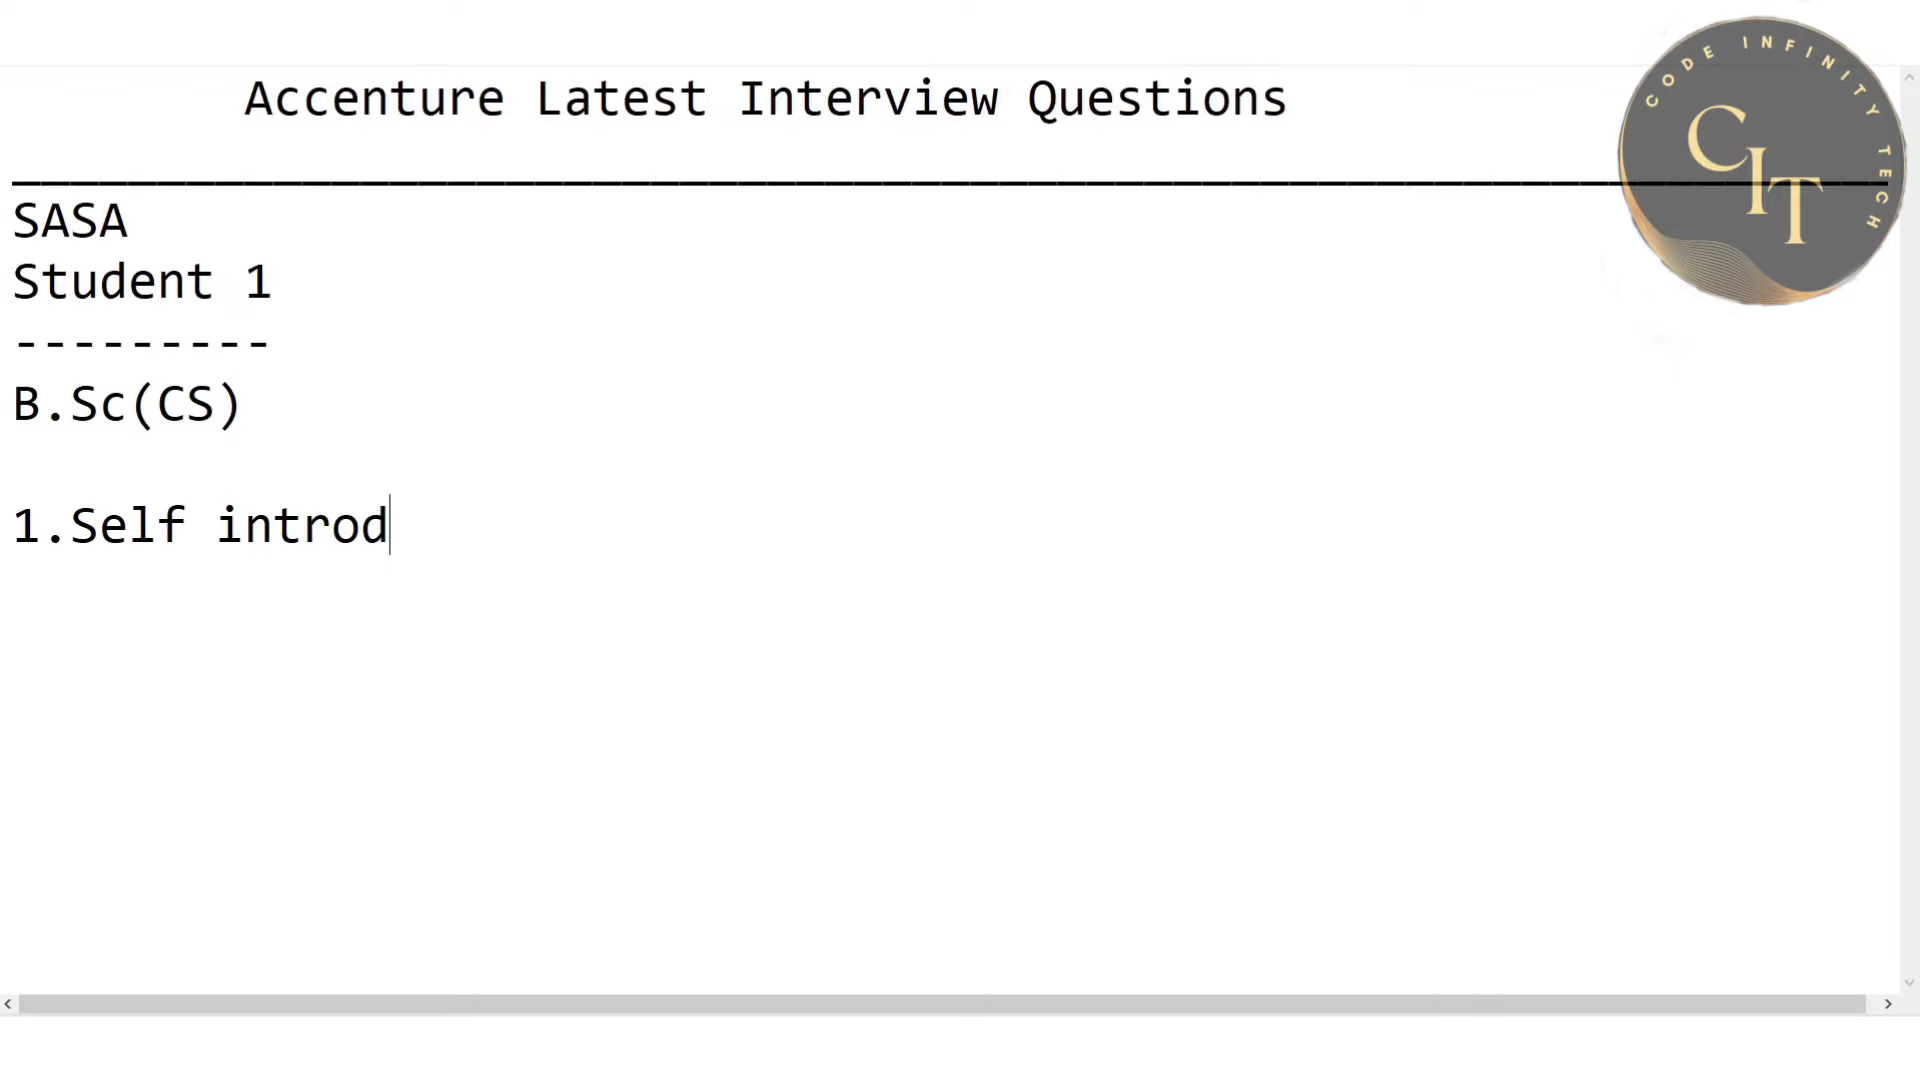 Accenture Latest Interview Questions
SASA
Student 1
---------
B.Sc(CS)
1.Self introd
CODE INFINITY TECH
CIT